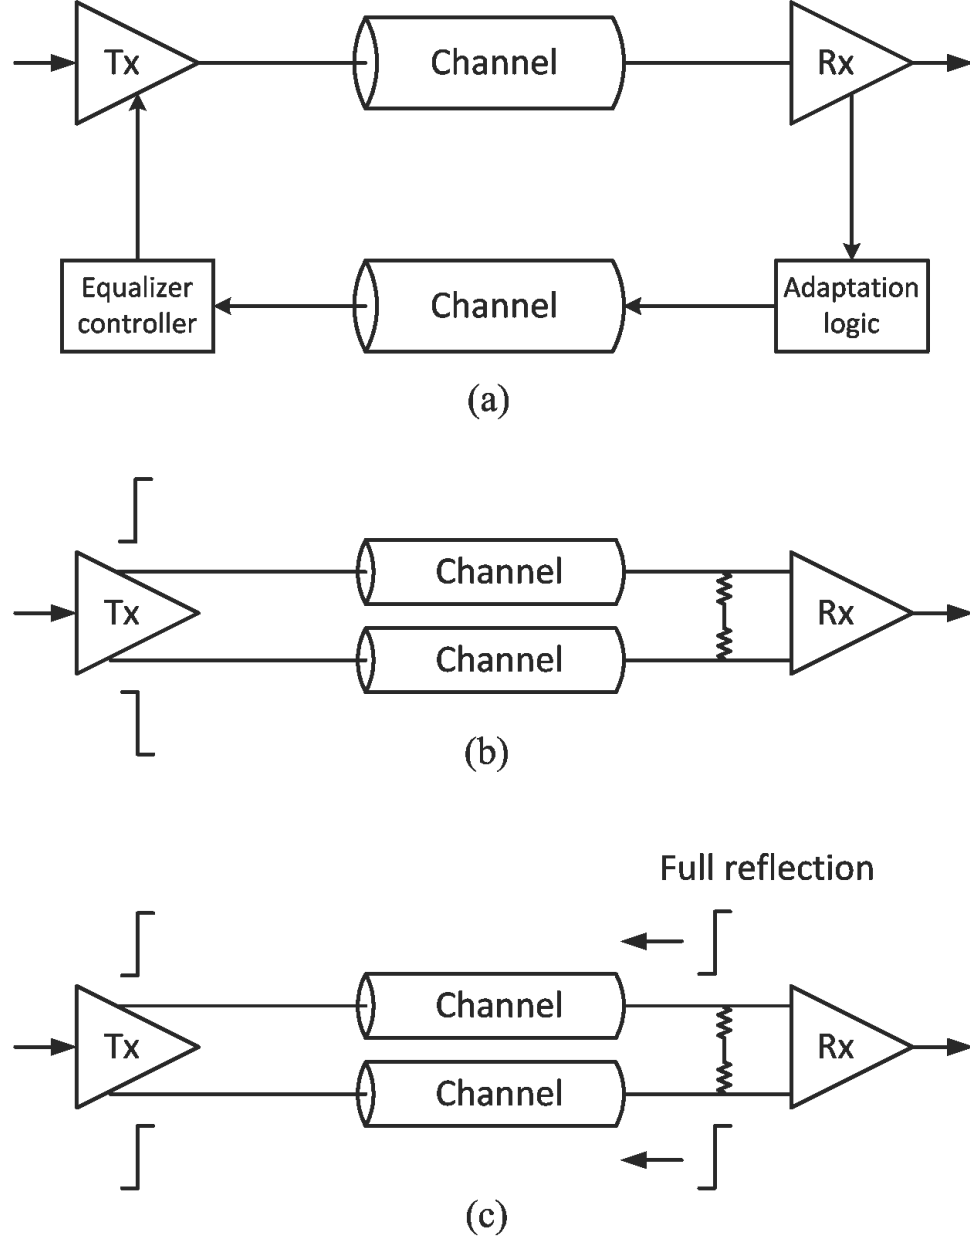 Tx
Channel
Rx
Equalizer
controller
Channel
Adaptation
logic
(a)
Channel
Tx
Rx
Channel
(b)
Full reflection
Channel
Tx
Rx
Channel
(c)